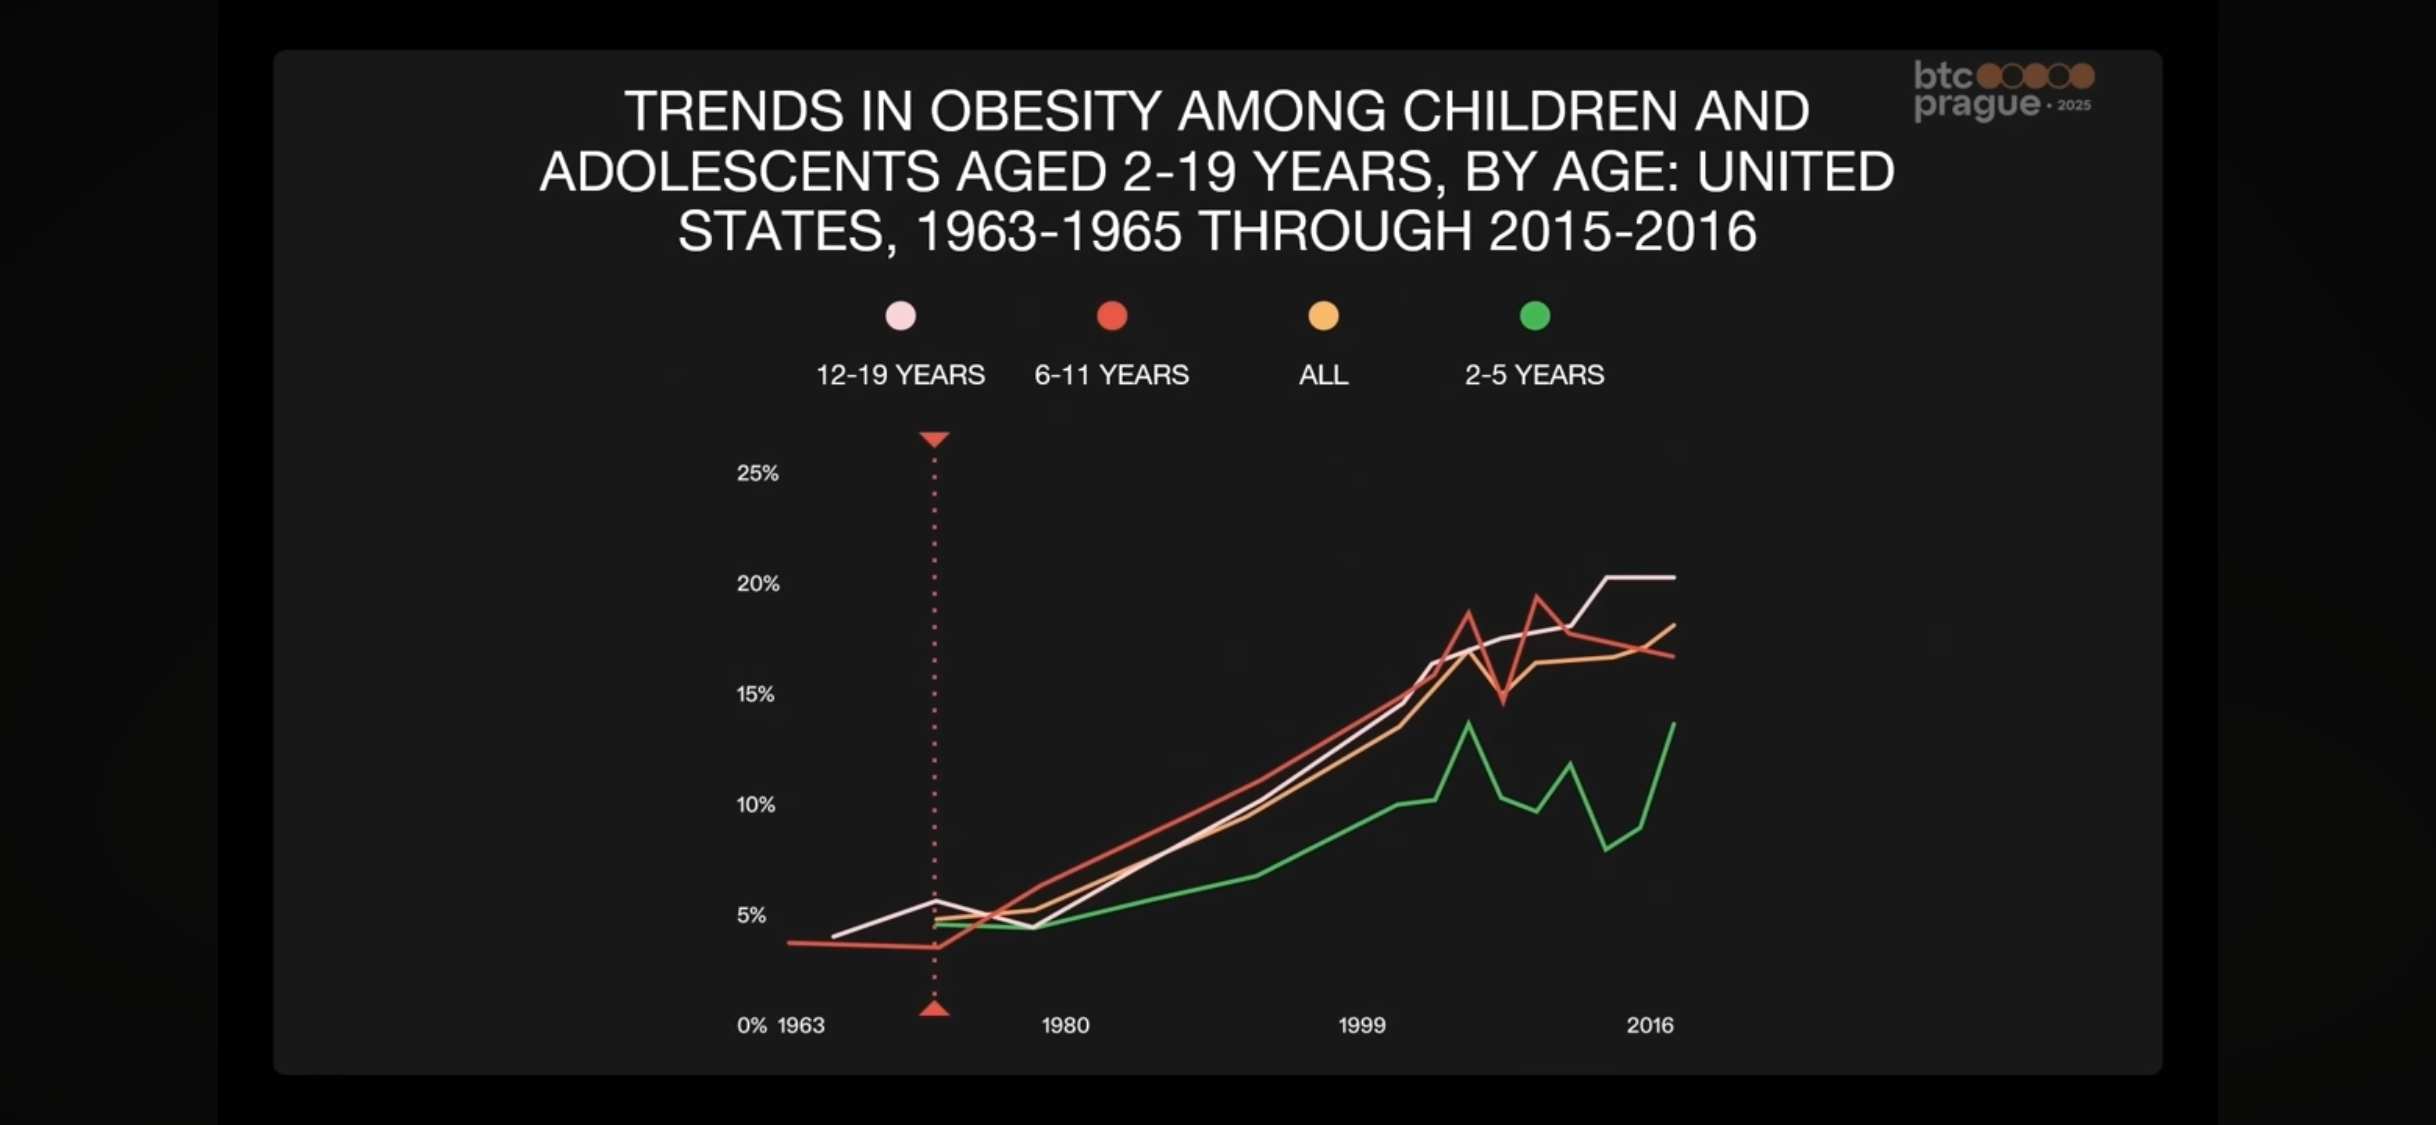 btc
prague • 2025
TRENDS IN OBESITY AMONG CHILDREN AND
ADOLESCENTS AGED 2-19 YEARS, BY AGE: UNITED
STATES, 1963-1965 THROUGH 2015-2016
12-19 YEARS
6-11 YEARS
ALL
2-5 YEARS
25%
20%
15%
10%
5%
0% 1963 1980 1999 2016